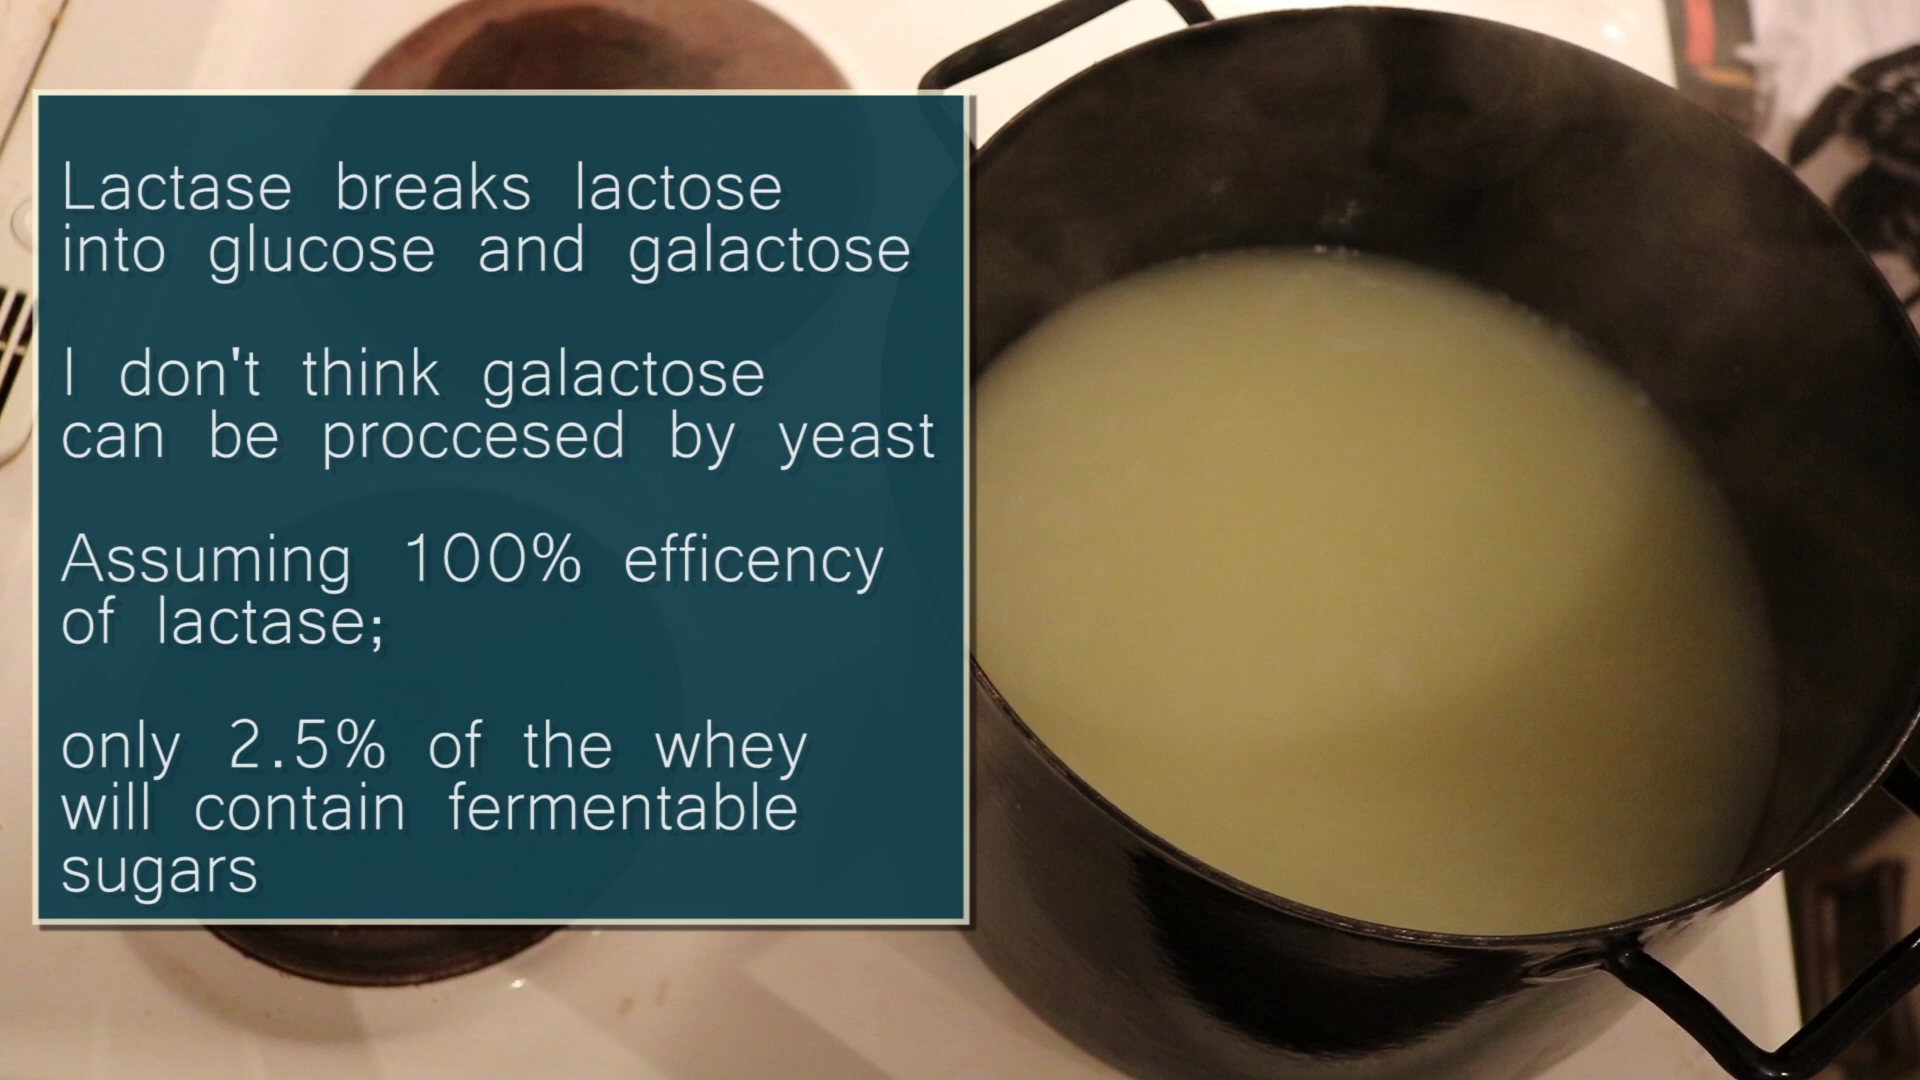 Lactase breaks lactose
into glucose and galactose
I don't think galactose
can be proccesed by yeast
Assuming 100% efficency
of lactase;
only 2.5% of the whey
will contain fermentable
sugars